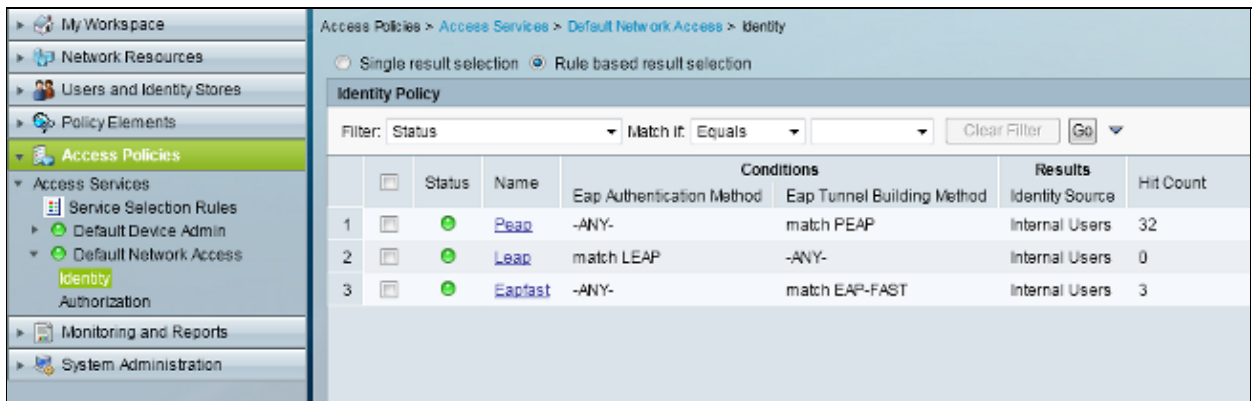 My Workspace
Network Resources
Users and Identity Stores
Policy Elements
Access Policies
Access Services
Service Selection Rules
Default Device Admin
Default Network Access
Identity
Authorization
Monitoring and Reports
System Administration
Access Policies > Access Services > Default Network Access > Identity
Single result selection Rule based result selection
Identity Policy
Filter: Status Match if: Equals Clear Filter Go
Conditions Results
Status Name Eap Authentication Method Eap Tunnel Building Method Identity Source Hit Count
1 Peap -ANY- match PEAP Internal Users 32
2 Leap match LEAP -ANY- Internal Users 0
3 Eapfast -ANY- match EAP-FAST Internal Users 3